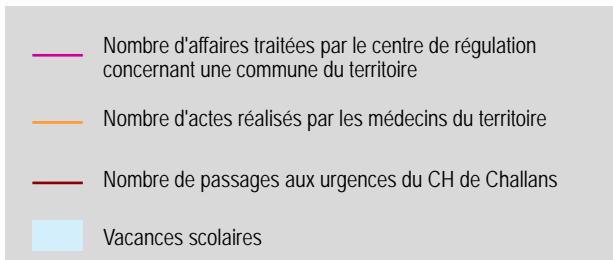 Nombre d'affaires traitées par le centre de régulation
concernant une commune du territoire
Nombre d'actes réalisés par les médecins du territoire
Nombre de passages aux urgences du CH de Challans
Vacances scolaires